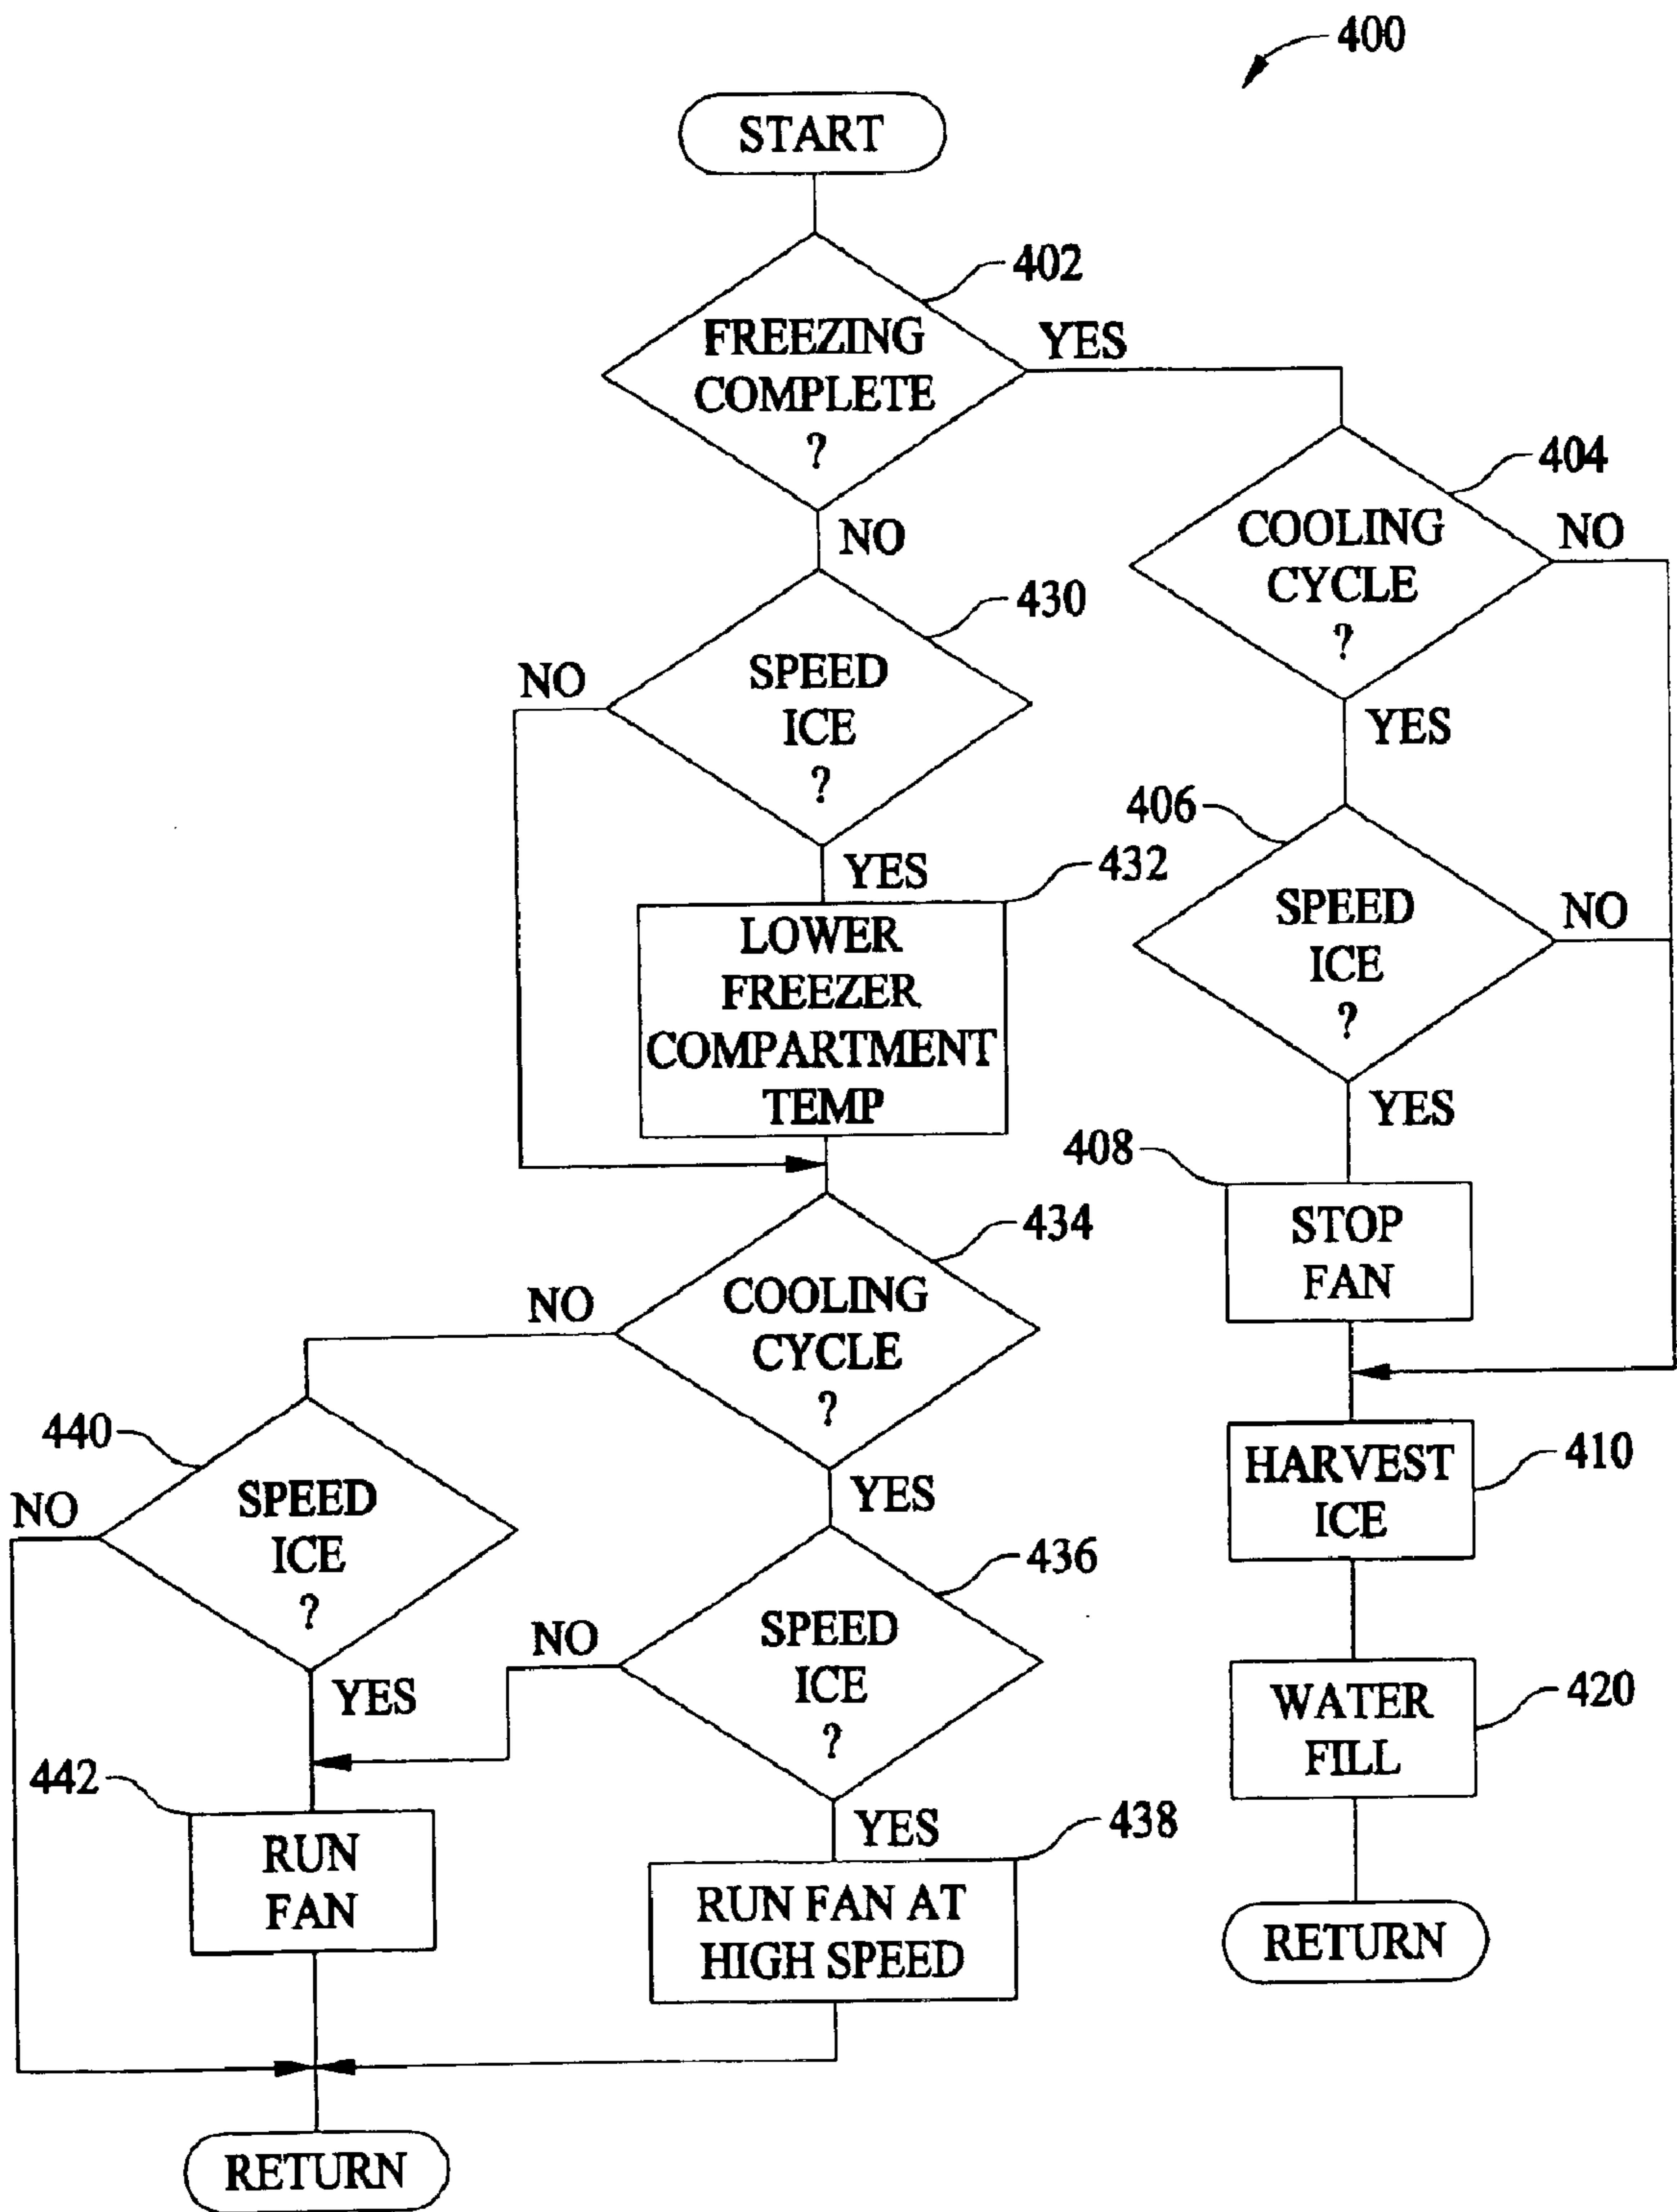 400
START
402
FREEZING
COMPLETE
?
YES
NO
404
COOLING
CYCLE
?
NO
YES
430
SPEED
ICE
?
NO
YES
406
SPEED
ICE
?
NO
YES
432
LOWER
FREEZER
COMPARTMENT
TEMP
408
STOP
FAN
434
COOLING
CYCLE
?
NO
YES
410
HARVEST
ICE
440
SPEED
ICE
?
NO
YES
436
SPEED
ICE
?
NO
YES
420
WATER
FILL
442
RUN
FAN
438
RUN FAN AT
HIGH SPEED
RETURN
RETURN